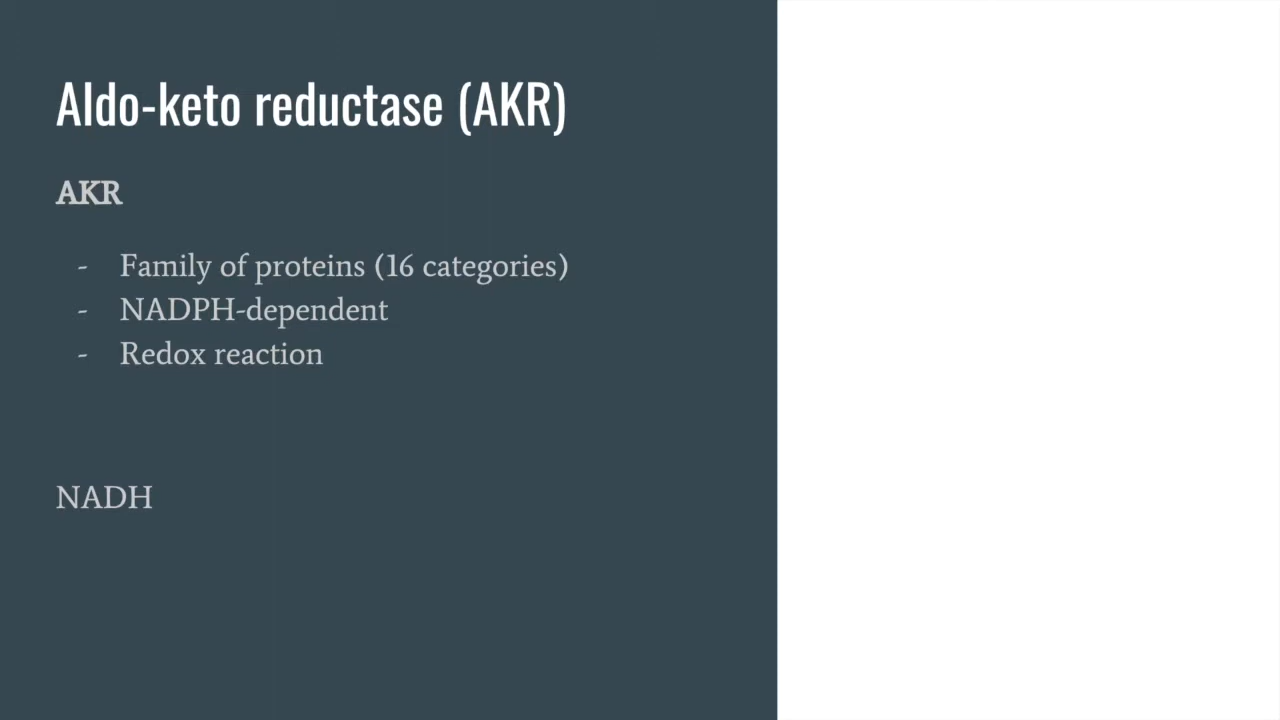 Aldo-keto reductase (AKR)
AKR
- Family of proteins (16 categories)
- NADPH-dependent
- Redox reaction
NADH